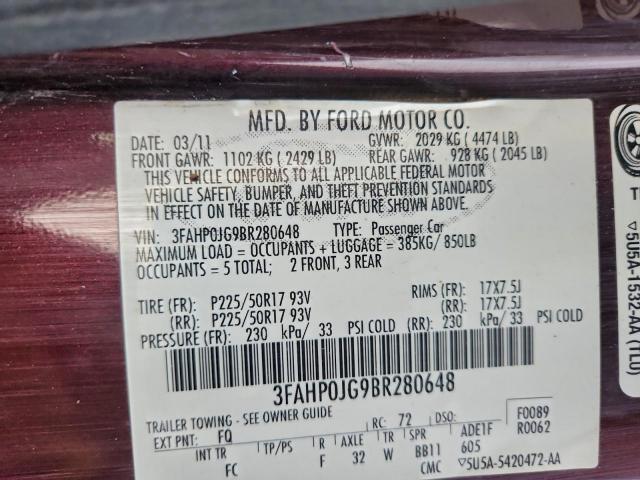 MFD. BY FORD MOTOR CO.
DATE: 03/11 GVWR: 2029 KG ( 4474 LB)
FRONT GAWR: 1102 KG ( 2429 LB) REAR GAWR: 928 KG ( 2045 LB)
THIS VEHICLE CONFORMS TO ALL APPLICABLE FEDERAL MOTOR
VEHICLE SAFETY, BUMPER, AND THEFT PREVENTION STANDARDS
IN EFFECT ON THE DATE OF MANUFACTURE SHOWN ABOVE.
VIN: 3FAHP0JG9BR280648 TYPE: Passenger Car
MAXIMUM LOAD = OCCUPANTS + LUGGAGE = 385KG/ 850LB
OCCUPANTS = 5 TOTAL; 2 FRONT, 3 REAR
TIRE (FR): P225/50R17 93V RIMS (FR): 17X7.5J
(RR): P225/50R17 93V (RR): 17X7.5J
PRESSURE (FR): 230 kPa/ 33 PSI COLD (RR): 230 kPa/ 33 PSI COLD
3FAHP0JG9BR280648
TRAILER TOWING - SEE OWNER GUIDE
EXT PNT: FQ RC: 72 DSO: F0089
R0062
INT TR TP/PS R AXLE TR SPR ADE1F
FC F 32 W BB11 605
CMC 5U5A-5420472-AA
5U5A-1532-AA (TLU)